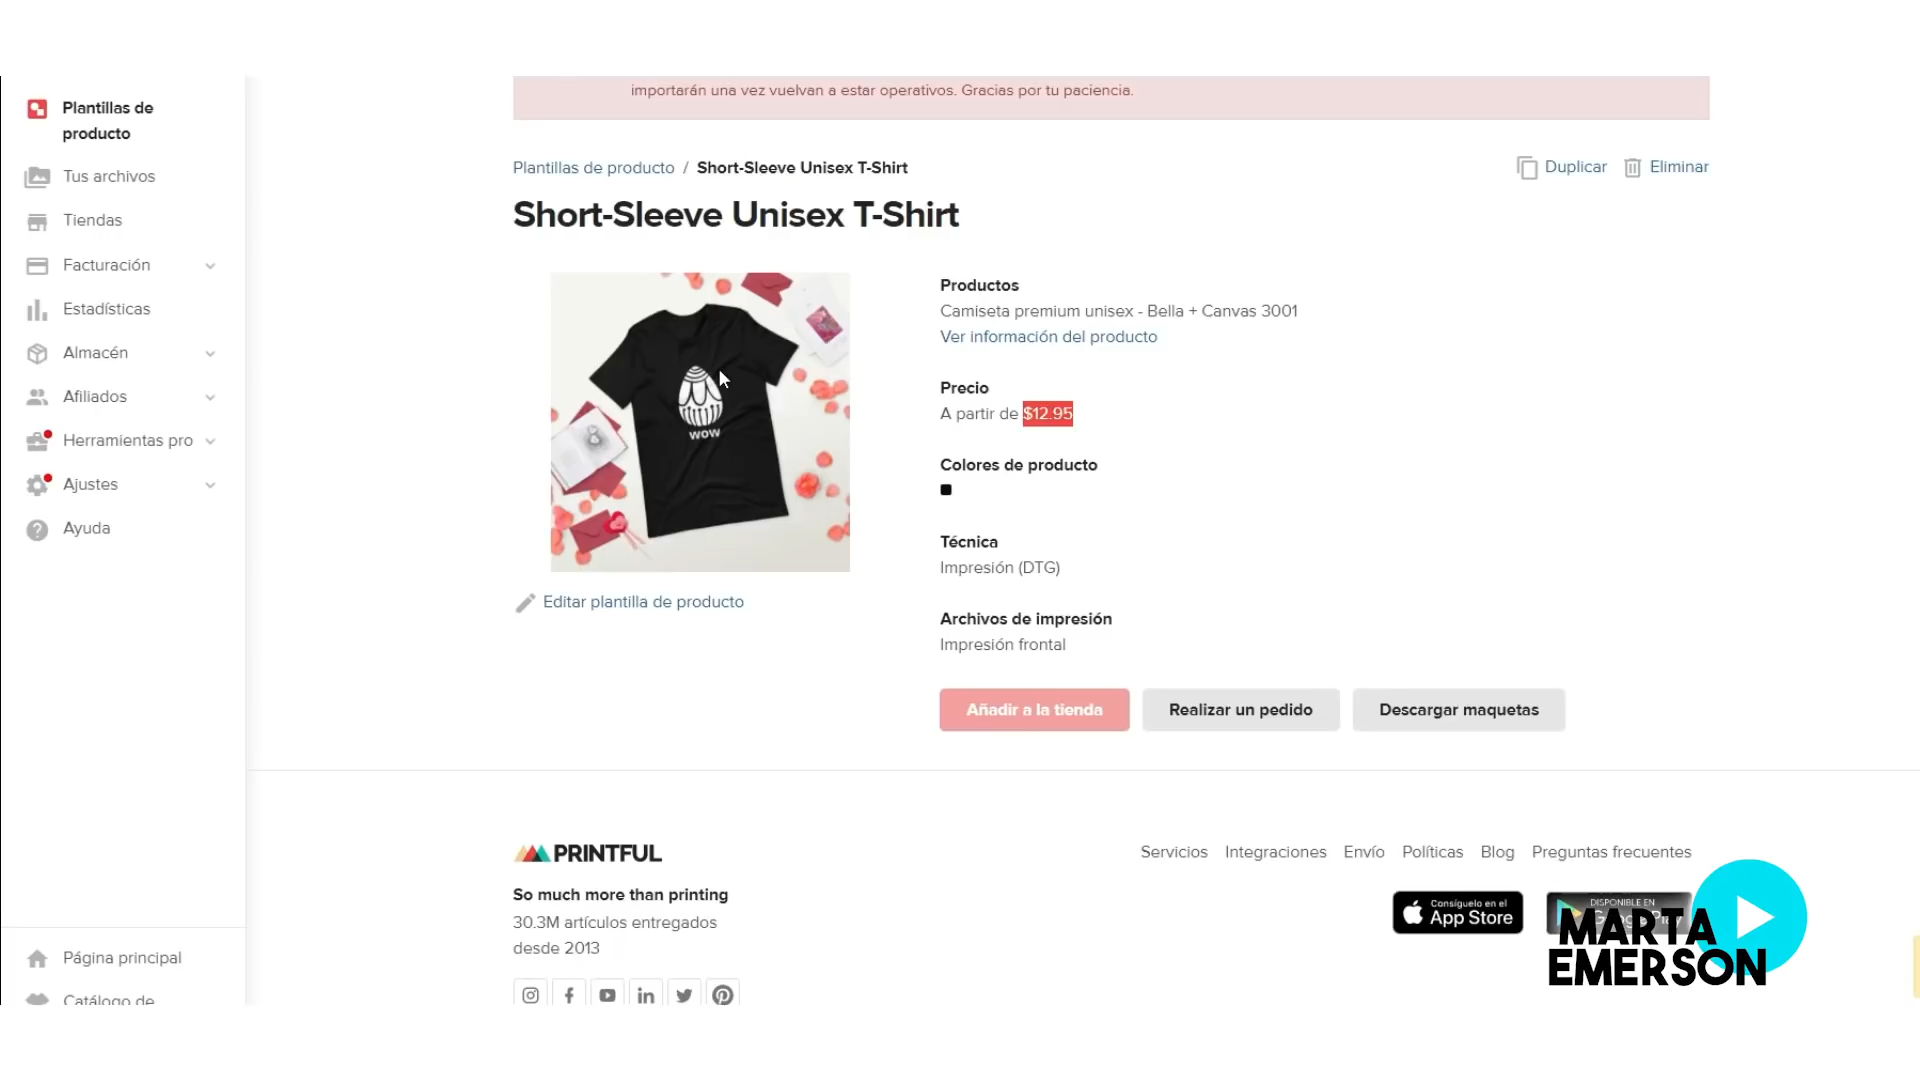 importarán una vez vuelvan a estar operativos. Gracias por tu paciencia.
Plantillas de
producto
Tus archivos
Tiendas
Facturación
Estadísticas
Almacén
Afiliados
Herramientas pro
Ajustes
Ayuda
Página principal
Catálogo de
Plantillas de producto / Short-Sleeve Unisex T-Shirt
Duplicar
Eliminar
Short-Sleeve Unisex T-Shirt
WOW
Editar plantilla de producto
Productos
Camiseta premium unisex - Bella + Canvas 3001
Ver información del producto
Precio
A partir de $12.95
Colores de producto
Técnica
Impresión (DTG)
Archivos de impresión
Impresión frontal
Añadir a la tienda
Realizar un pedido
Descargar maquetas
PRINTFUL
So much more than printing
30.3M artículos entregados
desde 2013
Servicios Integraciones Envío Políticas Blog Preguntas frecuentes
Consíguelo en el
App Store
DISPONIBLE EN
Google Play
MARTA
EMERSON